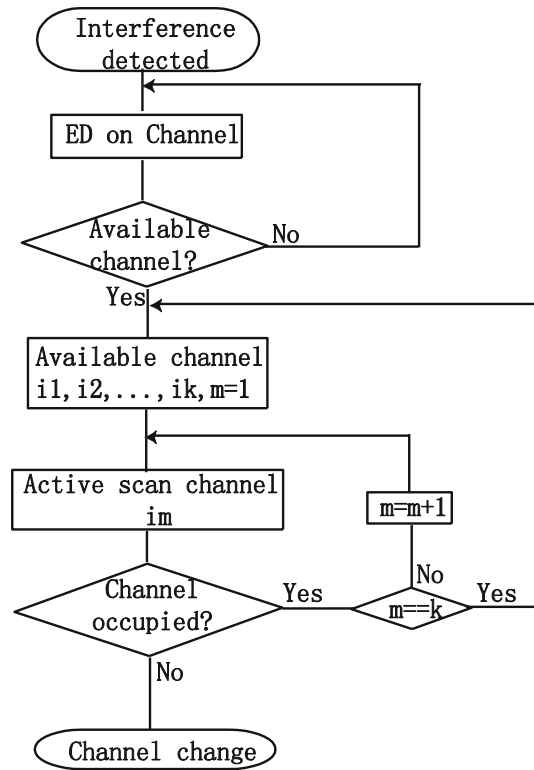 Interference
detected
ED on Channel
Available
channel?
No
Yes
Available channel
i1,i2,...,ik,m=1
Active scan channel
im
m=m+1
No
Channel
occupied?
Yes
m==k
Yes
No
Channel change